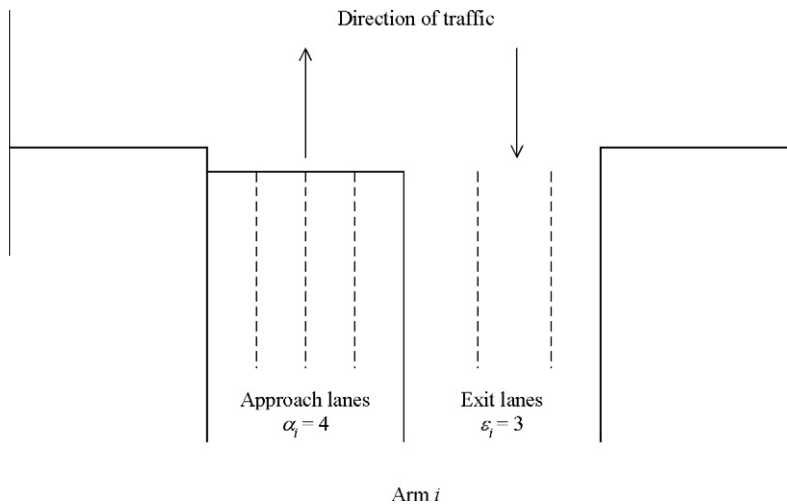 Direction of traffic
Approach lanes
αᵢ = 4
Exit lanes
εᵢ = 3
Arm i